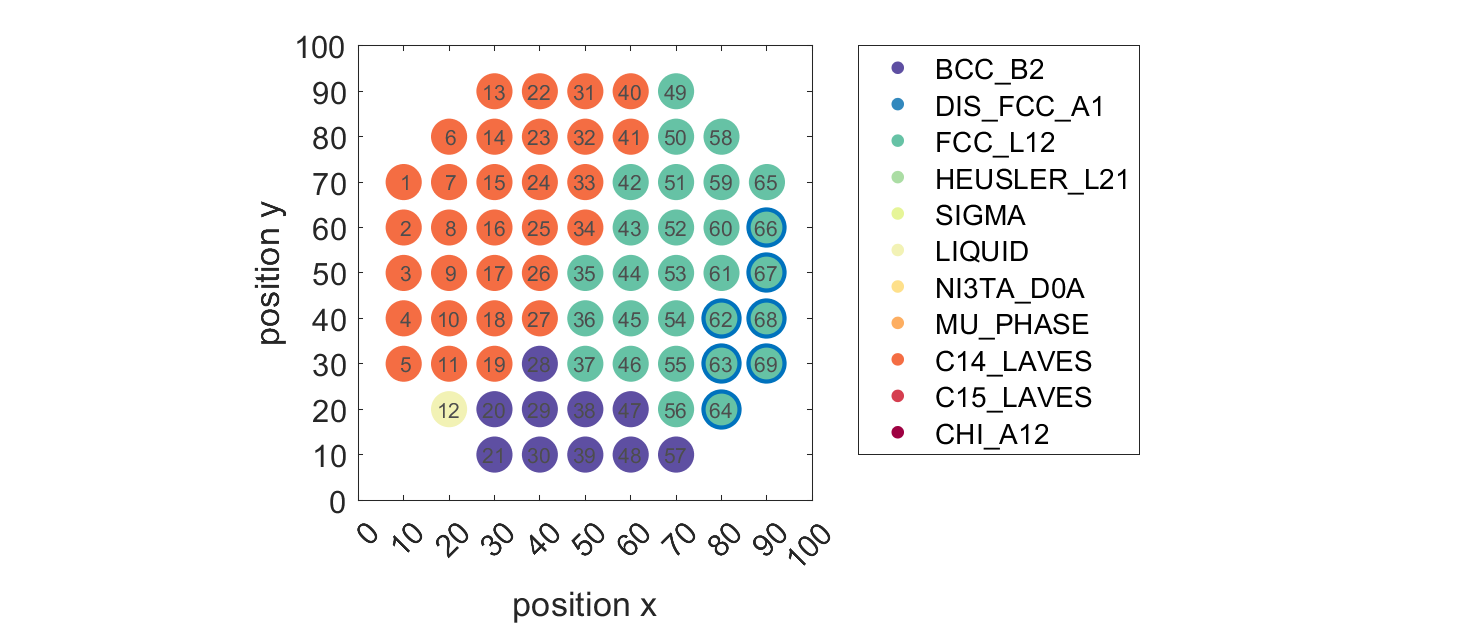 100
90
80
70
60
50
40
30
20
10
0
position y
13 22 31 40 49
6 14 23 32 41 50 58
1 7 15 24 33 42 51 59 65
2 8 16 25 34 43 52 60 66
3 9 17 26 35 44 53 61 67
4 10 18 27 36 45 54 62 68
5 11 19 28 37 46 55 63 69
12 20 29 38 47 56 64
21 30 39 48 57
0 10 20 30 40 50 60 70 80 90 100
position x
BCC_B2
DIS_FCC_A1
FCC_L12
HEUSLER_L21
SIGMA
LIQUID
NI3TA_D0A
MU_PHASE
C14_LAVES
C15_LAVES
CHI_A12